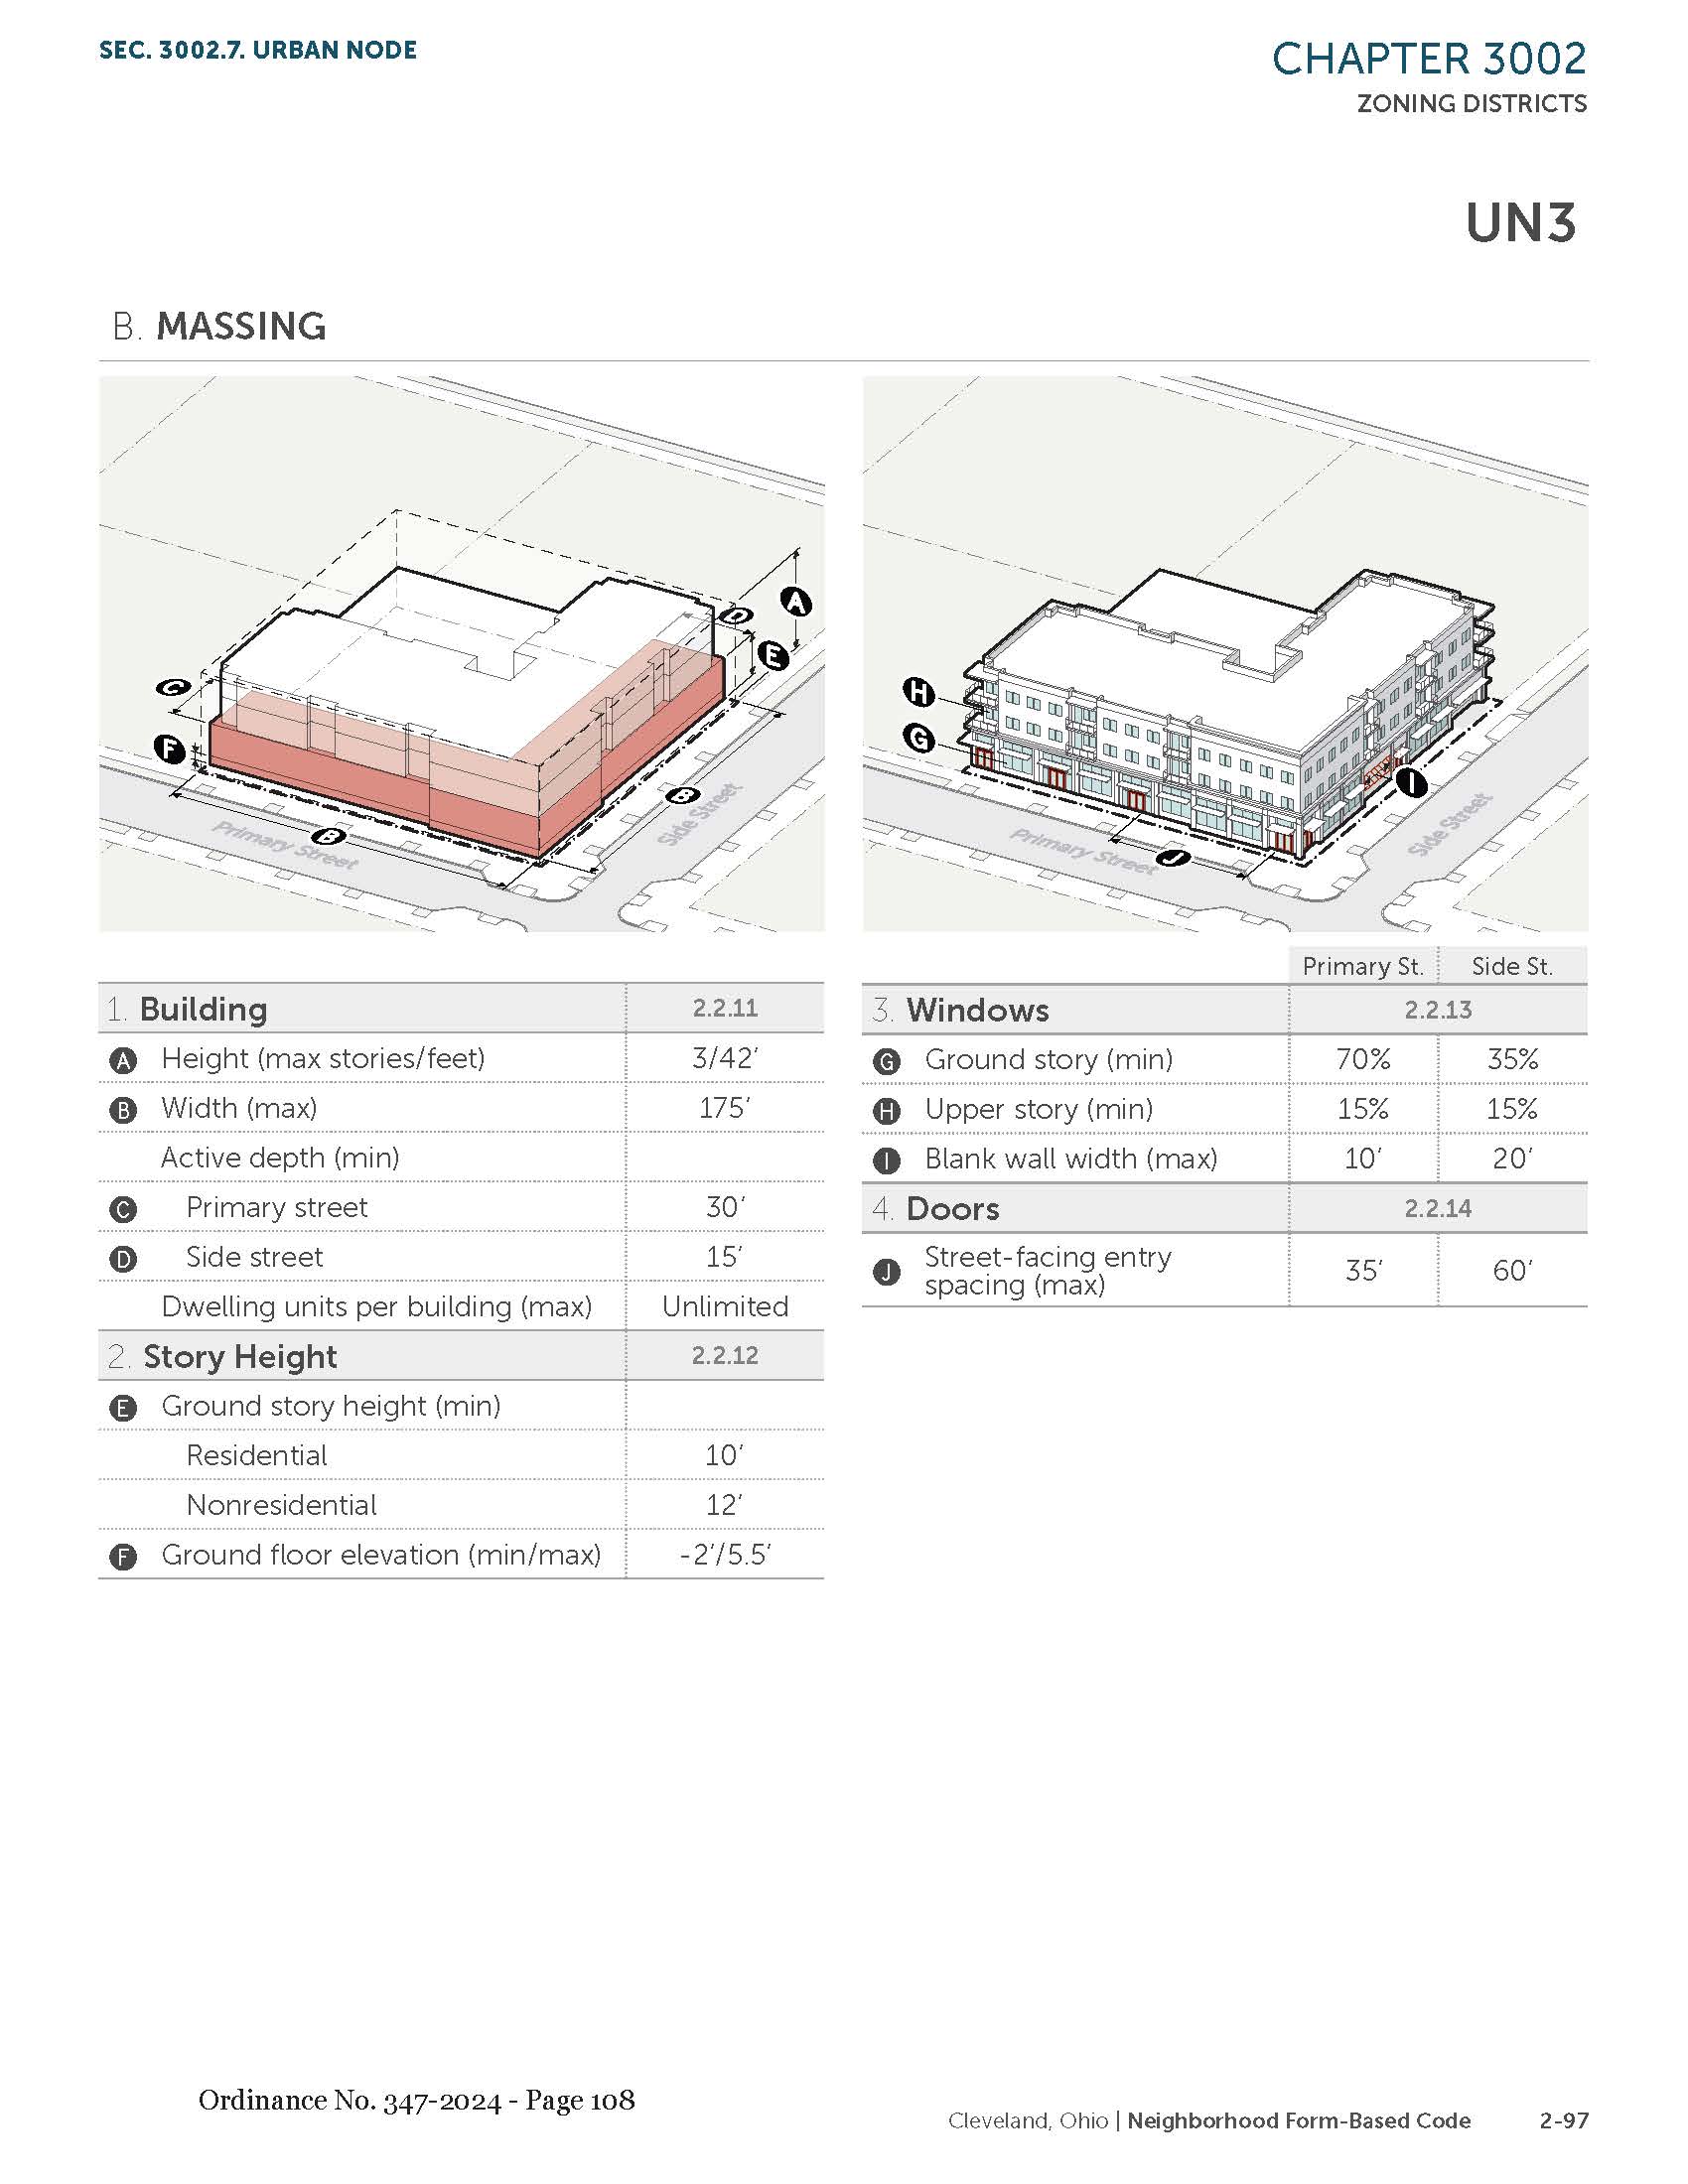 SEC. 3002.7. URBAN NODE
CHAPTER 3002
ZONING DISTRICTS
UN3
B. MASSING
A
D
E
C
F
B
B
Primary Street
Side Street
H
G
I
J
Primary Street
Side Street
1. Building 2.2.11
A Height (max stories/feet) 3/42’
B Width (max) 175’
Active depth (min)
C Primary street 30’
D Side street 15’
Dwelling units per building (max) Unlimited
2. Story Height 2.2.12
E Ground story height (min)
Residential 10’
Nonresidential 12’
F Ground floor elevation (min/max) -2’/5.5’
Primary St. Side St.
3. Windows 2.2.13
G Ground story (min) 70% 35%
H Upper story (min) 15% 15%
I Blank wall width (max) 10’ 20’
4. Doors 2.2.14
J Street-facing entry
spacing (max) 35’ 60’
Ordinance No. 347-2024 - Page 108
Cleveland, Ohio | Neighborhood Form-Based Code 2-97